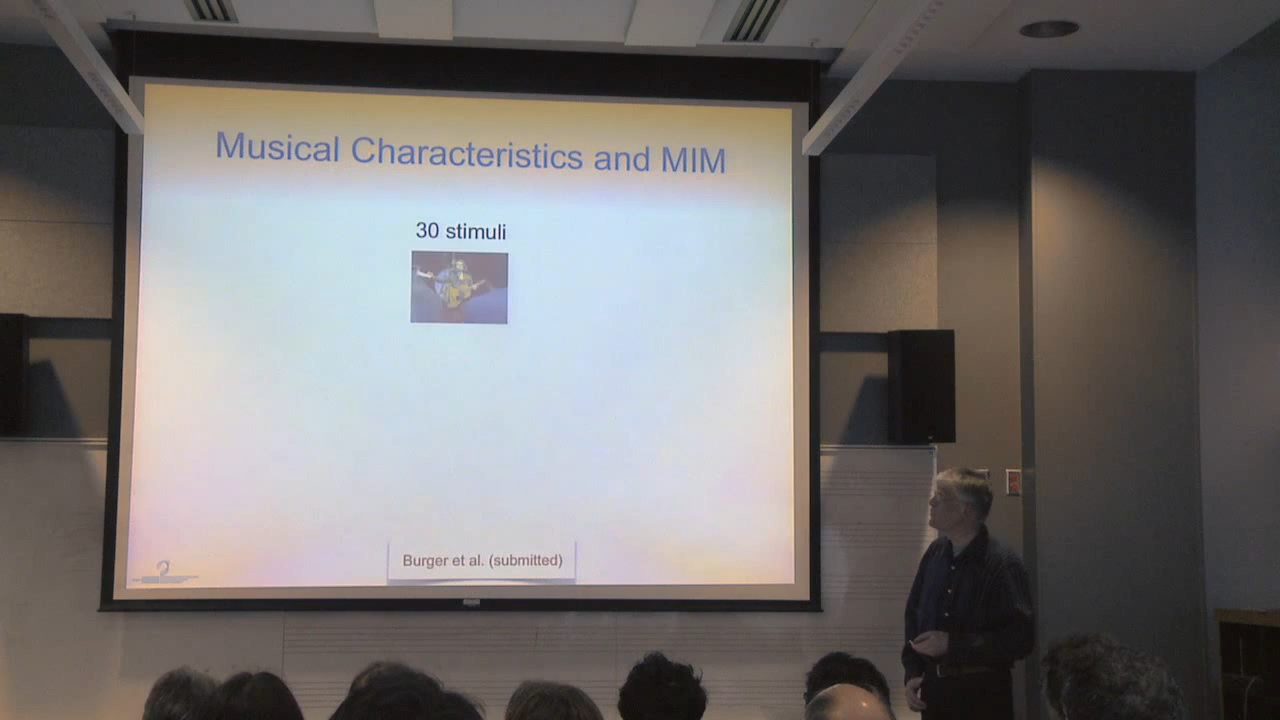 Musical Characteristics and MIM
30 stimuli
Burger et al. (submitted)